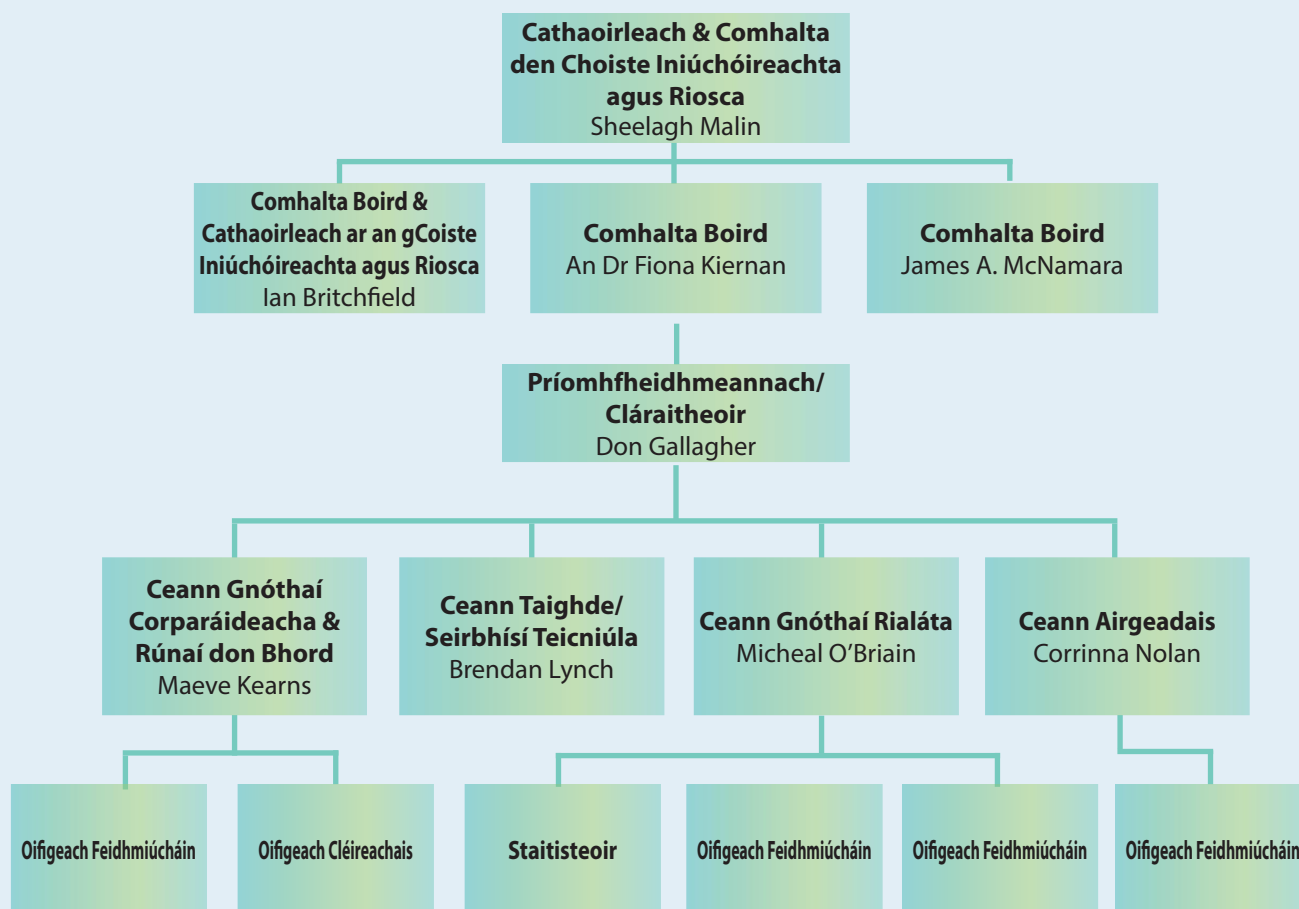 Cathaoirleach & Comhalta
den Choiste Iniúchóireachta
agus Riosca
Sheelagh Malin
Comhalta Boird &
Cathaoirleach ar an gCoiste
Iniúchóireachta agus Riosca
Ian Britchfield
Comhalta Boird
An Dr Fiona Kiernan
Comhalta Boird
James A. McNamara
Príomhfheidhmeannach/
Cláraitheoir
Don Gallagher
Ceann Gnóthaí
Corparáideacha &
Rúnaí don Bhord
Maeve Kearns
Ceann Taighde/
Seirbhísí Teicniúla
Brendan Lynch
Ceann Gnóthaí Rialáta
Micheal O’Briain
Ceann Airgeadais
Corrinna Nolan
Oifigeach Feidhmiúcháin
Oifigeach Cléireachais
Staitisteoir
Oifigeach Feidhmiúcháin
Oifigeach Feidhmiúcháin
Oifigeach Feidhmiúcháin